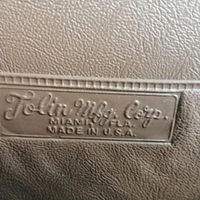 Tolin Mfg. Corp.
MIAMI, FLA.
MADE IN U.S.A.